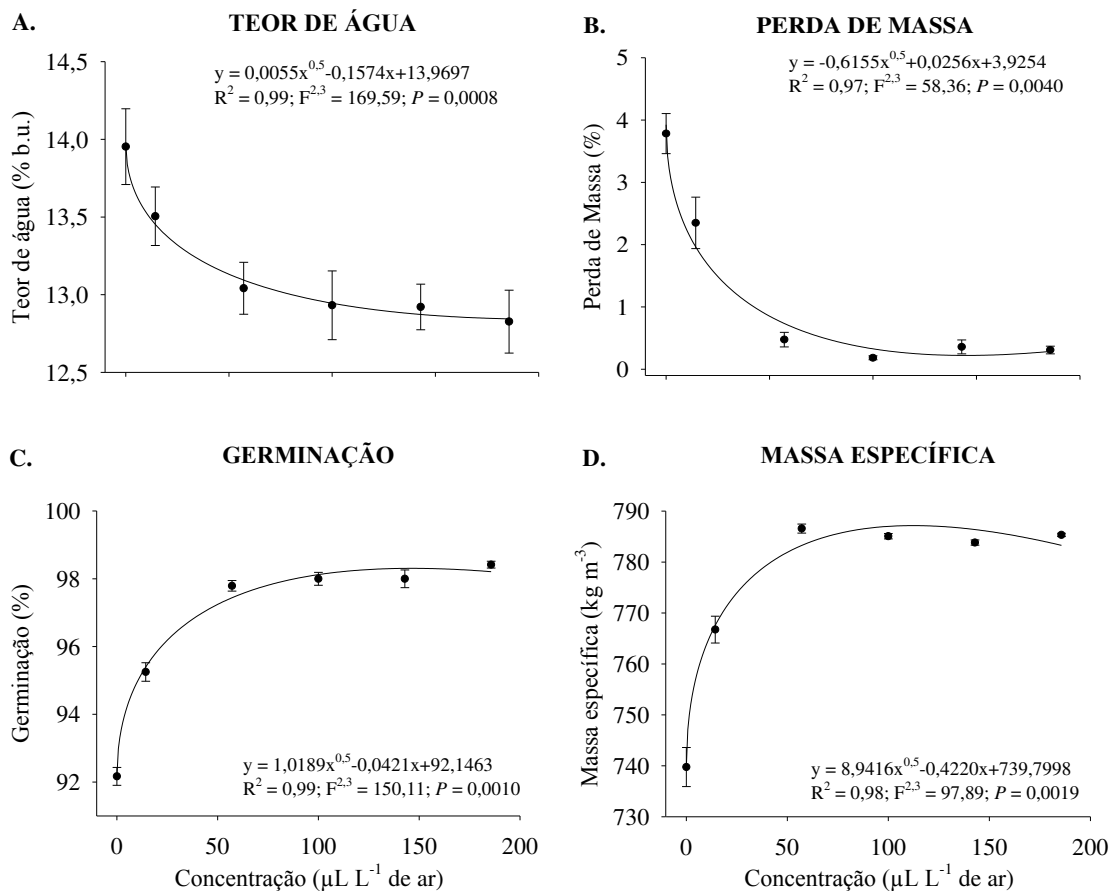 A. TEOR DE ÁGUA
y = 0,0055x^0,5-0,1574x+13,9697
R² = 0,99; F^2,3 = 169,59; P = 0,0008
Teor de água (% b.u.)
14,5
14,0
13,5
13,0
12,5
B. PERDA DE MASSA
y = -0,6155x^0,5+0,0256x+3,9254
R² = 0,97; F^2,3 = 58,36; P = 0,0040
Perda de Massa (%)
5
4
3
2
1
0
C. GERMINAÇÃO
Germinação (%)
100
98
96
94
92
y = 1,0189x^0,5-0,0421x+92,1463
R² = 0,99; F^2,3 = 150,11; P = 0,0010
0 50 100 150 200
Concentração (µL L⁻¹ de ar)
D. MASSA ESPECÍFICA
Massa específica (kg m⁻³)
790
780
770
760
750
740
730
y = 8,9416x^0,5-0,4220x+739,7998
R² = 0,98; F^2,3 = 97,89; P = 0,0019
0 50 100 150 200
Concentração (µL L⁻¹ de ar)